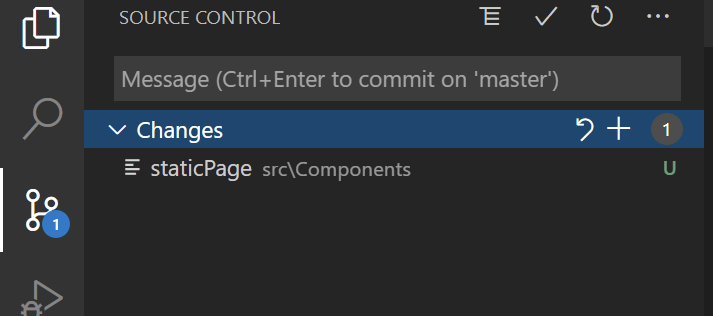 SOURCE CONTROL
Message (Ctrl+Enter to commit on 'master')
Changes 1
staticPage src\Components U
1